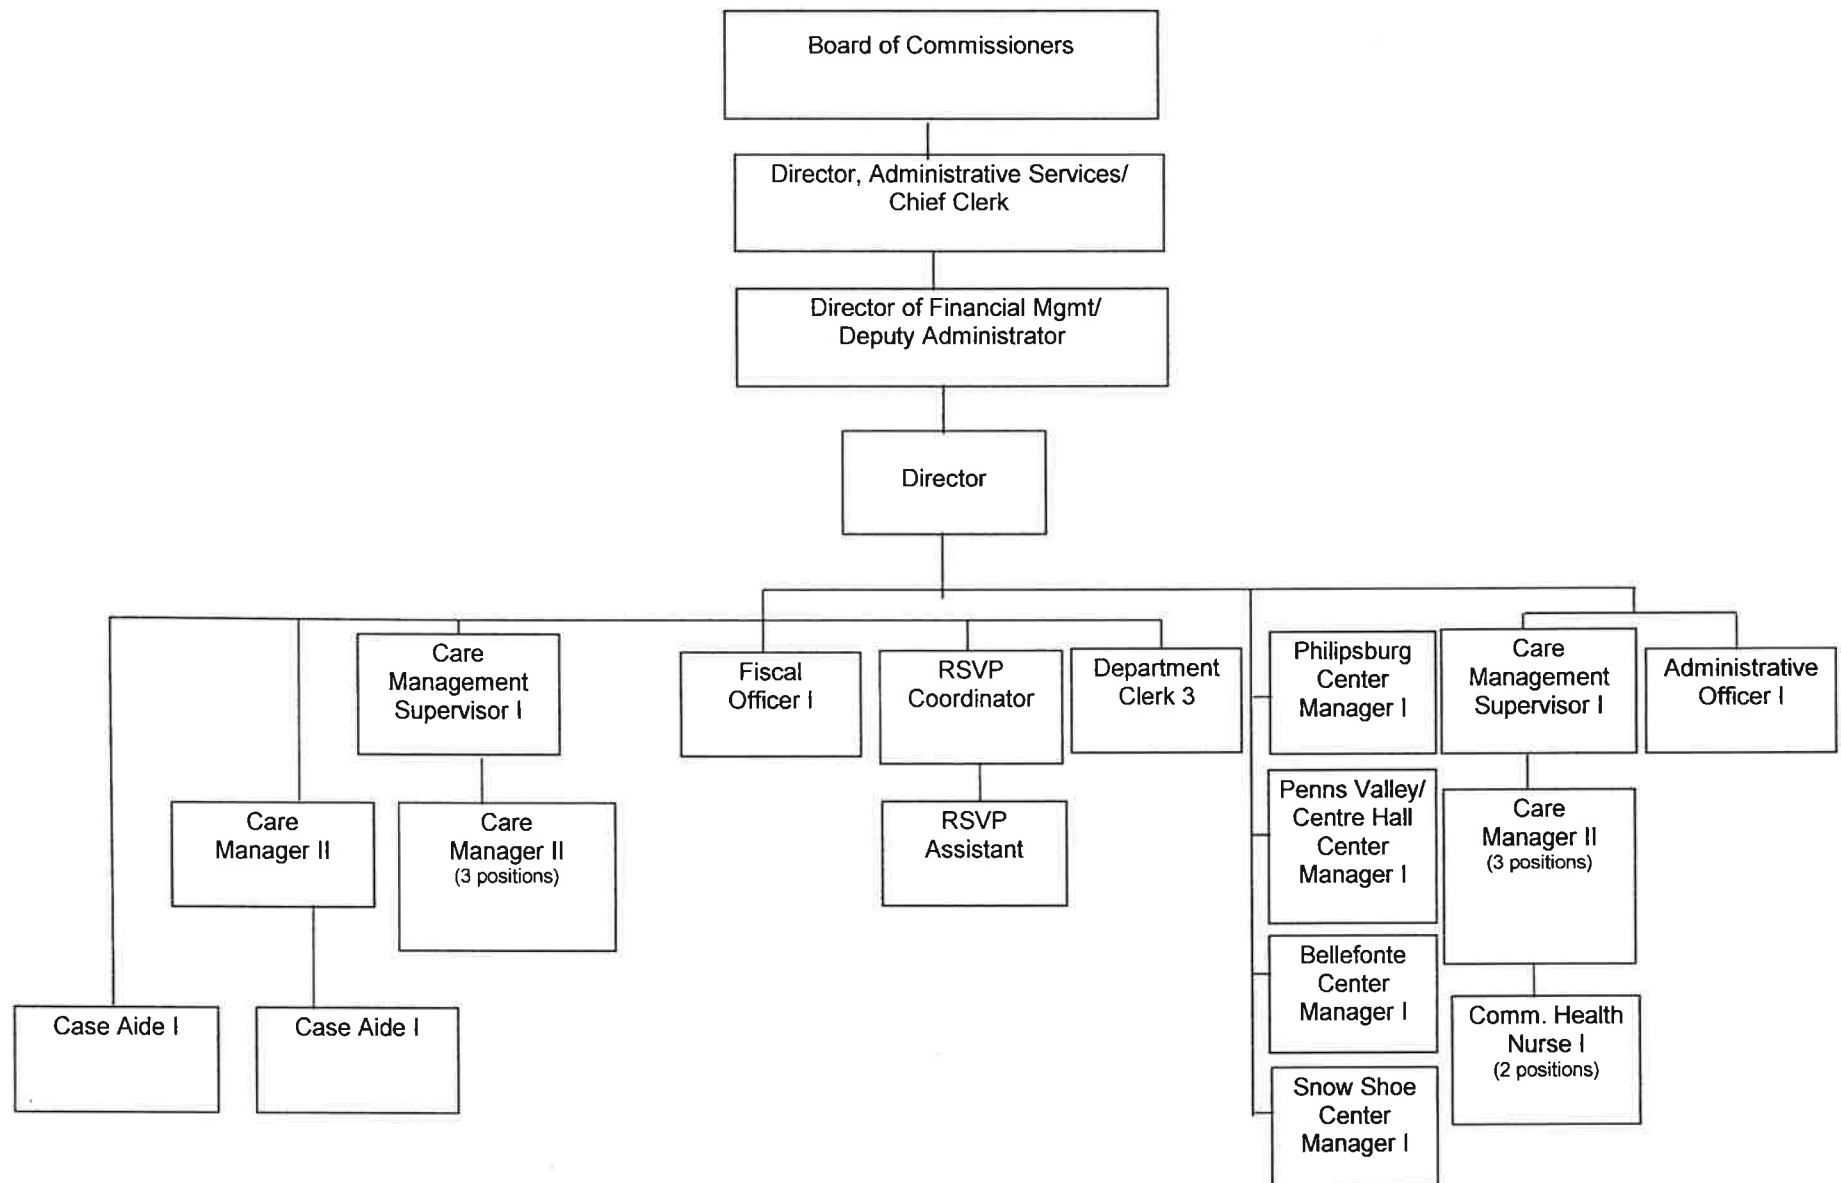 Board of Commissioners
Director, Administrative Services/
Chief Clerk
Director of Financial Mgmt/
Deputy Administrator
Director
Care
Management
Supervisor I
Fiscal
Officer I
RSVP
Coordinator
Department
Clerk 3
Philipsburg
Center
Manager I
Care
Management
Supervisor I
Administrative
Officer I
Care
Manager II
Care
Manager II
(3 positions)
RSVP
Assistant
Penns Valley/
Centre Hall
Center
Manager I
Care
Manager II
(3 positions)
Bellefonte
Center
Manager I
Case Aide I
Case Aide I
Comm. Health
Nurse I
(2 positions)
Snow Shoe
Center
Manager I